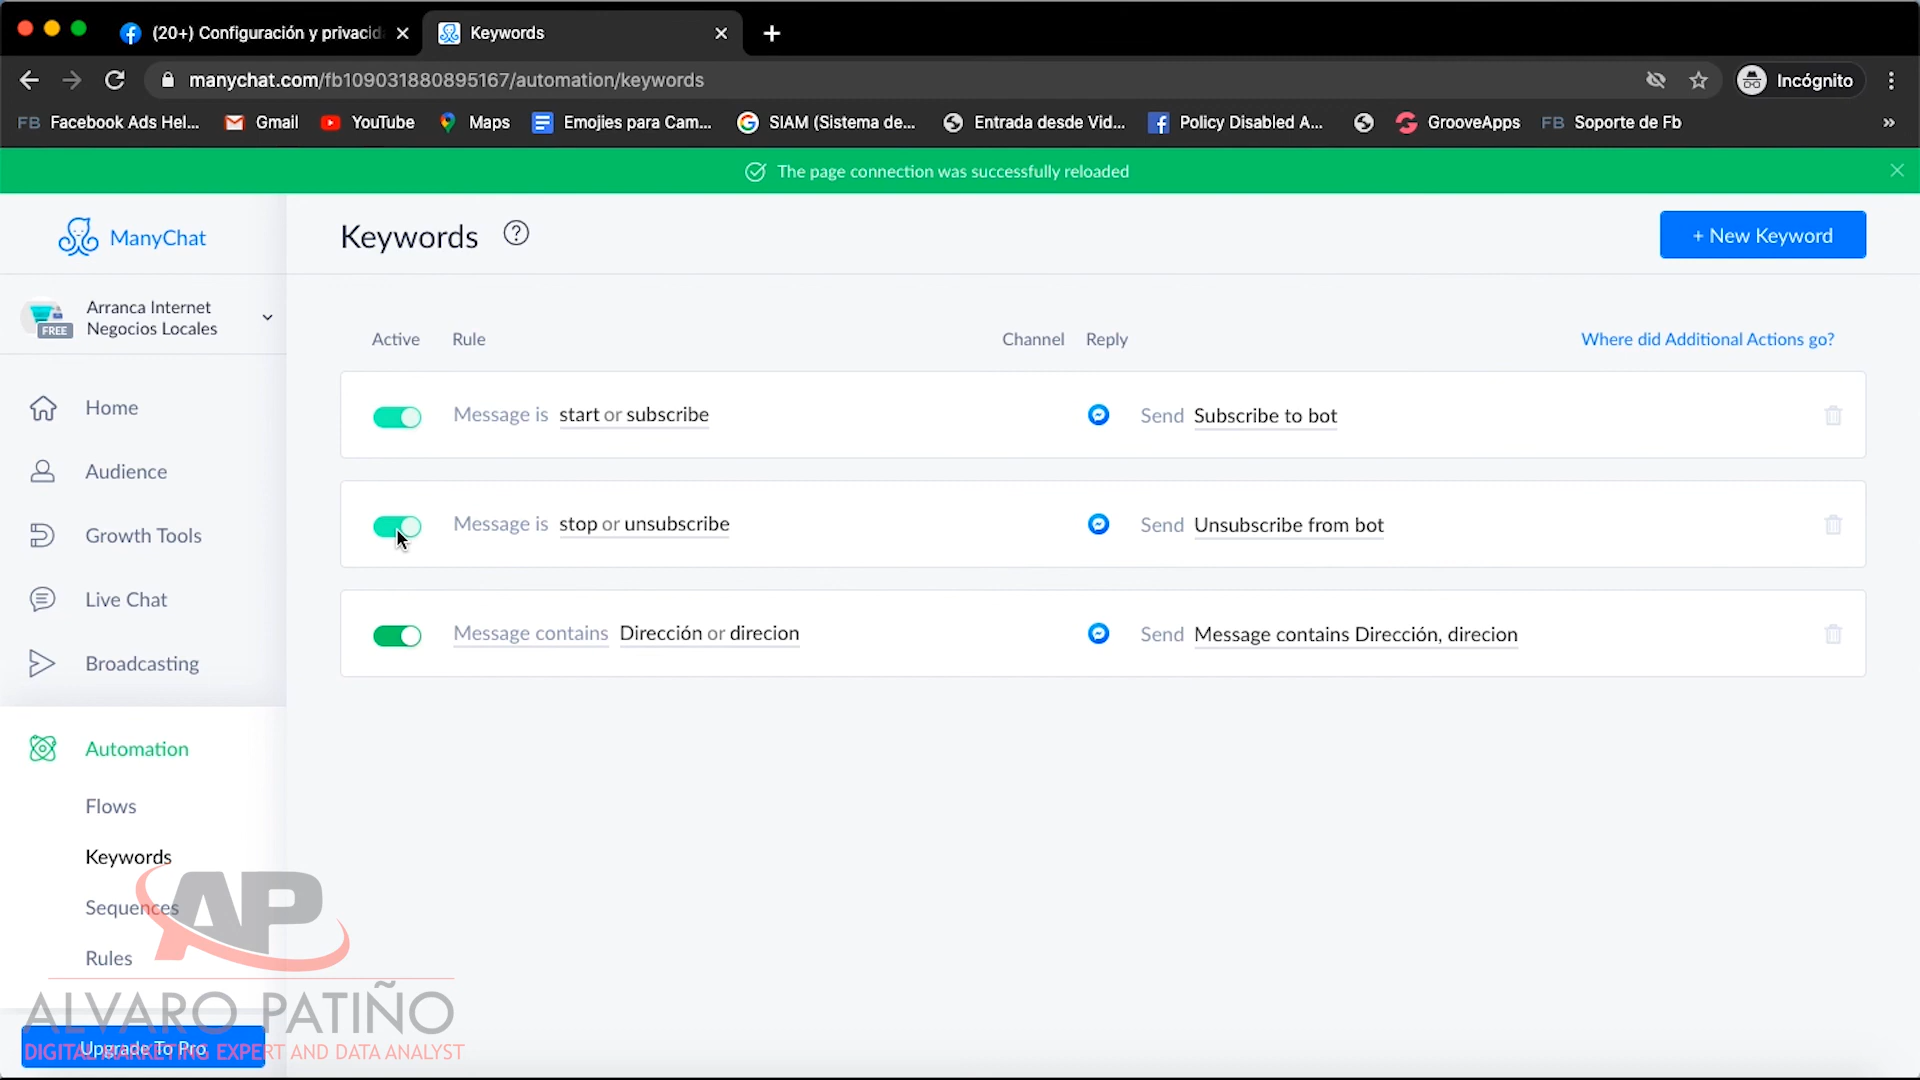 (20+) Configuración y privacida
Keywords
manychat.com/fb109031880895167/automation/keywords
Incógnito
FB Facebook Ads Hel...
Gmail
YouTube
Maps
Emojies para Cam...
SIAM (Sistema de...
Entrada desde Vid...
Policy Disabled A...
GrooveApps
FB Soporte de Fb
»
The page connection was successfully reloaded
ManyChat
Keywords ?
+ New Keyword
Arranca Internet
Negocios Locales
FREE
Active Rule Channel Reply Where did Additional Actions go?
Message is start or subscribe Send Subscribe to bot
Message is stop or unsubscribe Send Unsubscribe from bot
Message contains Dirección or direcion Send Message contains Dirección, direcion
Home
Audience
Growth Tools
Live Chat
Broadcasting
Automation
Flows
Keywords
Sequences
Rules
AP
ALVARO PATIÑO
Upgrade To Pro
DIGITAL MARKETING EXPERT AND DATA ANALYST